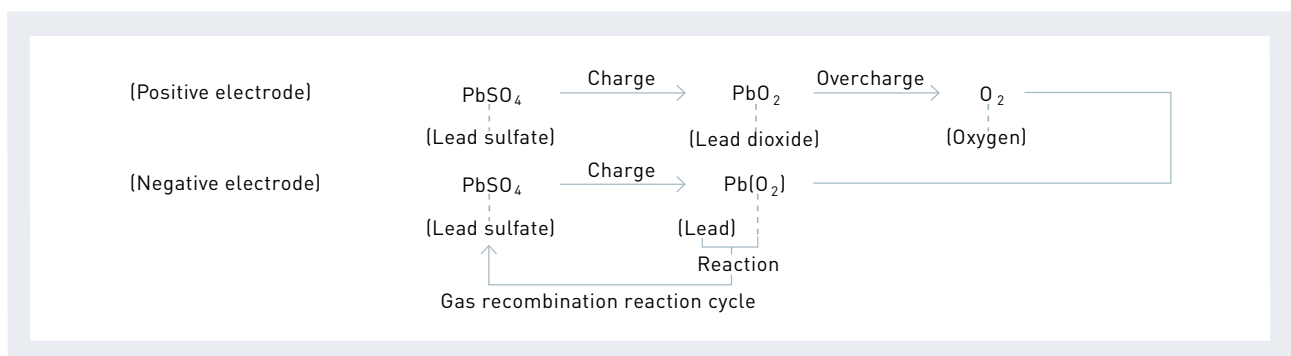 (Positive electrode) PbSO4 Charge PbO2 Overcharge O2
(Lead sulfate) (Lead dioxide) (Oxygen)
(Negative electrode) PbSO4 Charge Pb(O2)
(Lead sulfate) (Lead)
Reaction
Gas recombination reaction cycle